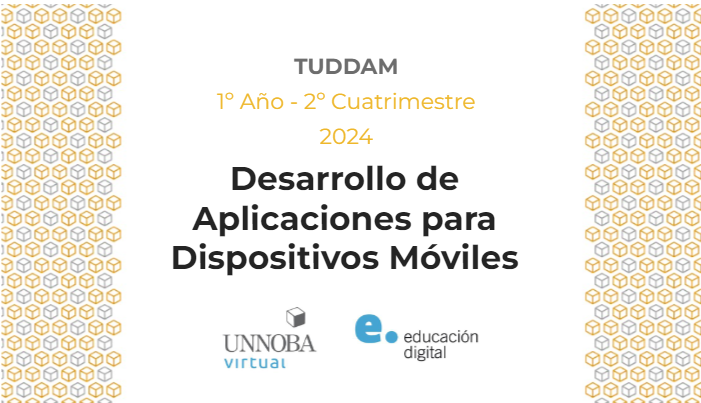 TUDDAM
1º Año - 2º Cuatrimestre
2024
Desarrollo de
Aplicaciones para
Dispositivos Móviles
UNNOBA
virtual
e. educación
digital